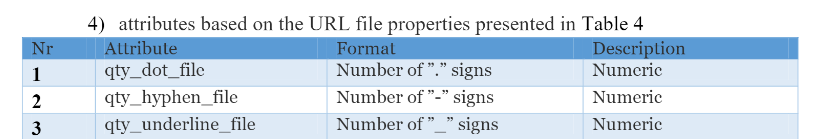 4) attributes based on the URL file properties presented in Table 4
Nr Attribute Format Description
1 qty_dot_file Number of ”.” signs Numeric
2 qty_hyphen_file Number of ”-” signs Numeric
3 qty_underline_file Number of ”_” signs Numeric